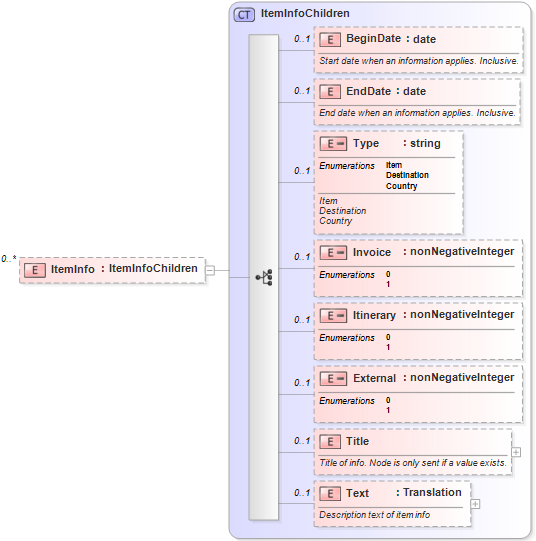 CT ItemInfoChildren
0..1 E BeginDate : date
Start date when an information applies. Inclusive.
0..1 E EndDate : date
End date when an information applies. Inclusive.
E Type : string
0..1 Enumerations Item
Destination
Country
Item
Destination
Country
0..* E ItemInfo : ItemInfoChildren
0..1 E Invoice : nonNegativeInteger
Enumerations 0
1
0..1 E Itinerary : nonNegativeInteger
Enumerations 0
1
0..1 E External : nonNegativeInteger
Enumerations 0
1
0..1 E Title
Title of info. Node is only sent if a value exists.
0..1 E Text : Translation
Description text of item info